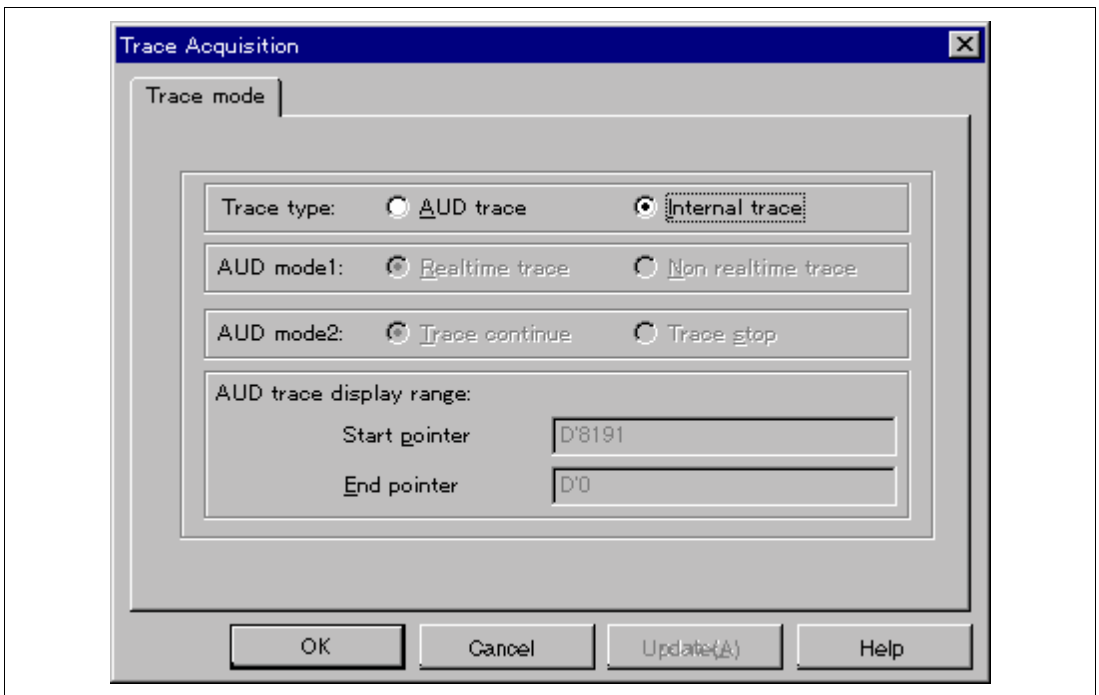 Trace Acquisition
Trace mode
Trace type: AUD trace Internal trace
AUD mode1: Realtime trace Non realtime trace
AUD mode2: Trace continue Trace stop
AUD trace display range:
Start pointer D'8191
End pointer D'0
OK Cancel Update(A) Help